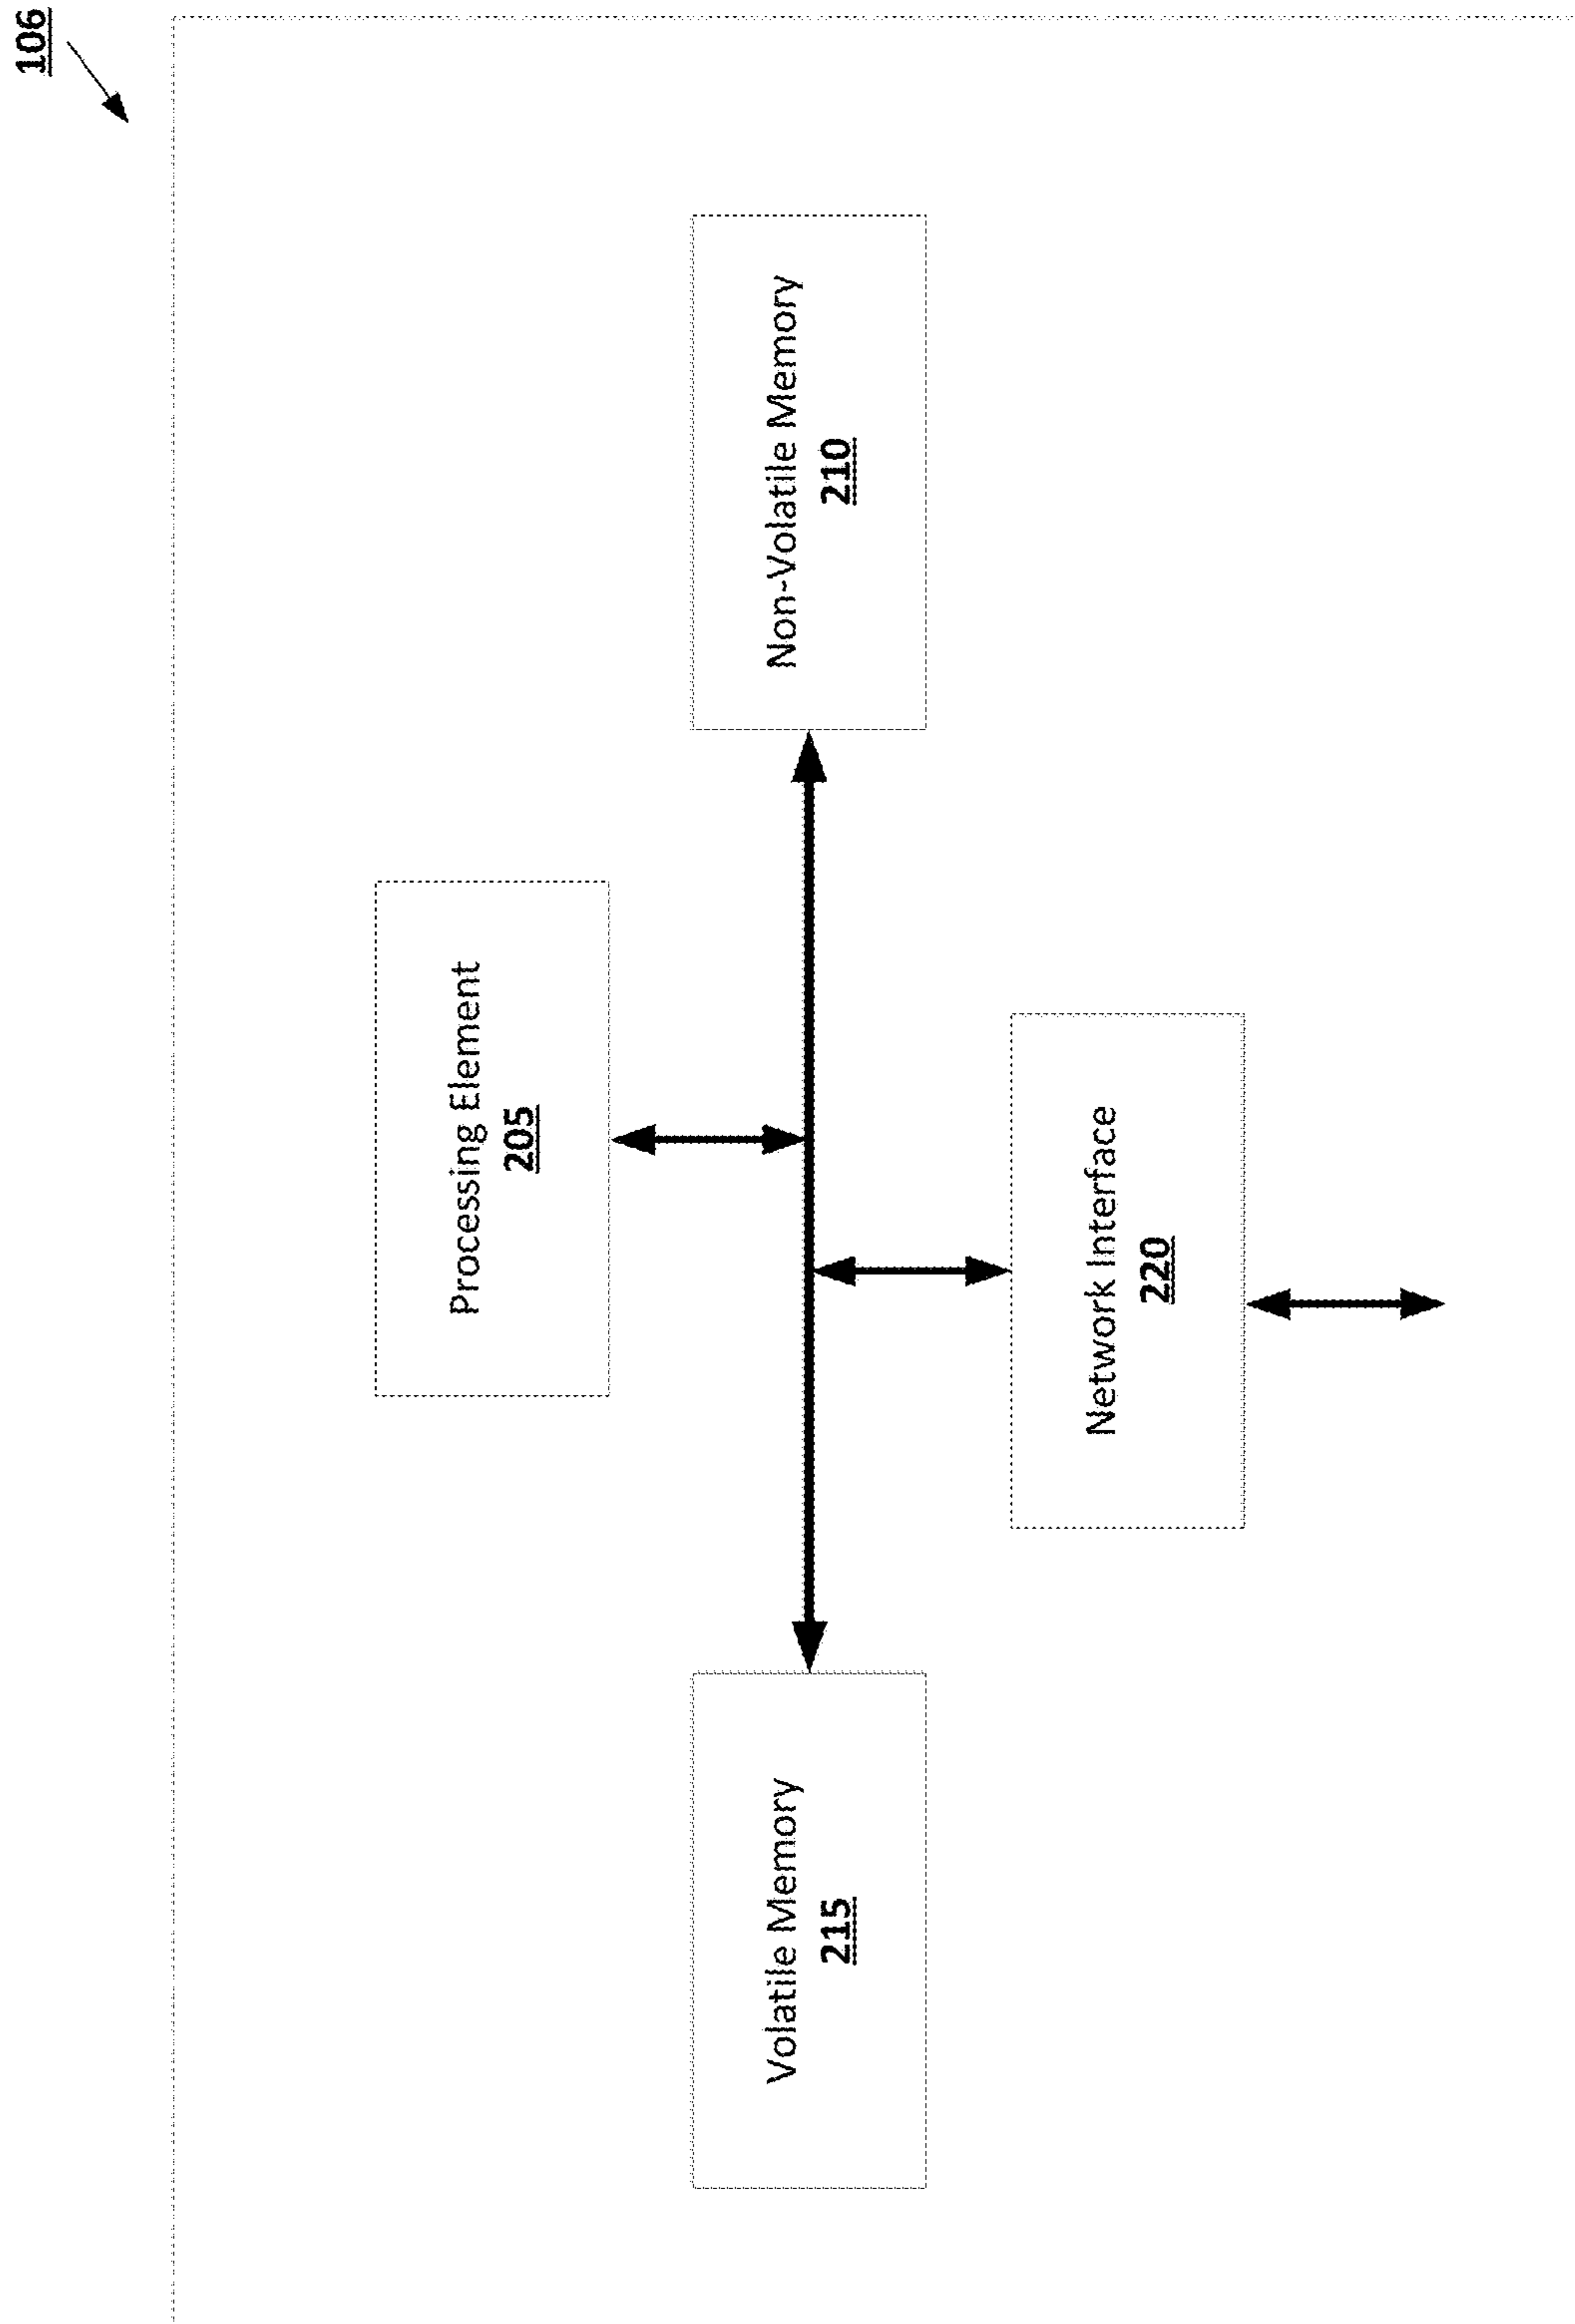 106
Processing Element
205
Volatile Memory
215
Non-Volatile Memory
210
Network Interface
220